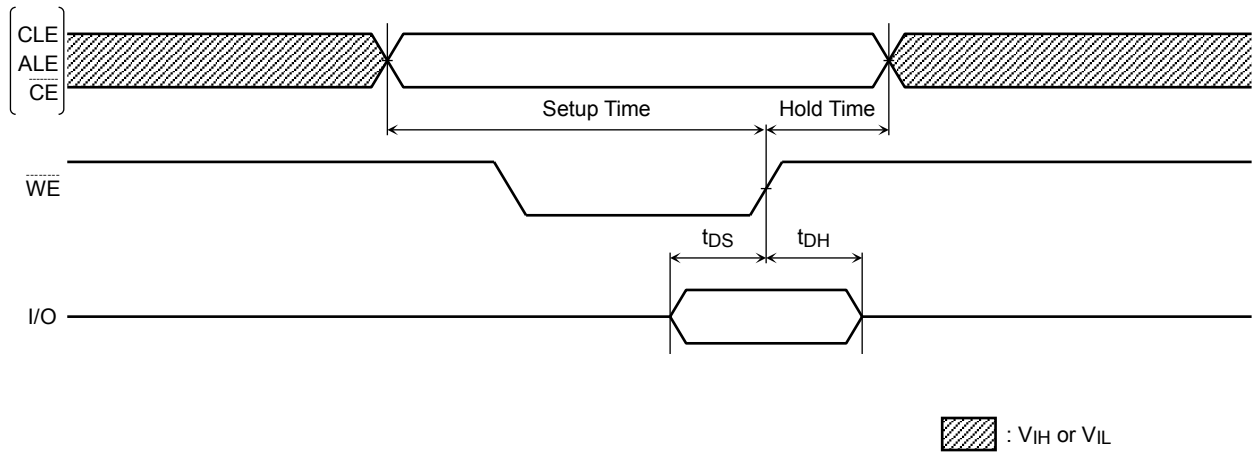 CLE
ALE
CE
Setup Time
Hold Time
WE
tDS
tDH
I/O
: VIH or VIL